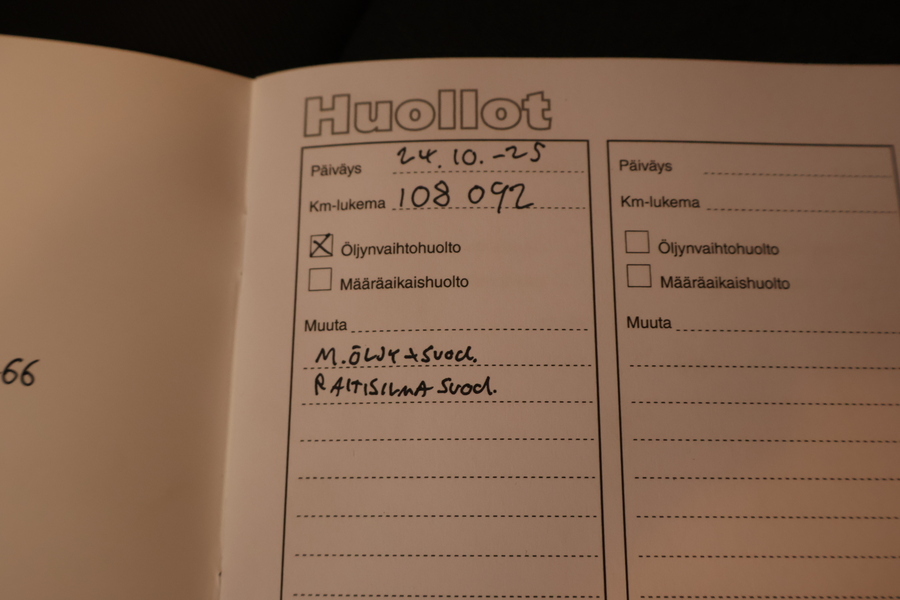 Huollot
Päiväys 24.10.-25
Km-lukema 108 092
Öljynvaihtohuolto
Määräaikaishuolto
Muuta
M.ÖLJY + Suod.
RAITISILMA Suod.
Päiväys
Km-lukema
Öljynvaihtohuolto
Määräaikaishuolto
Muuta
66